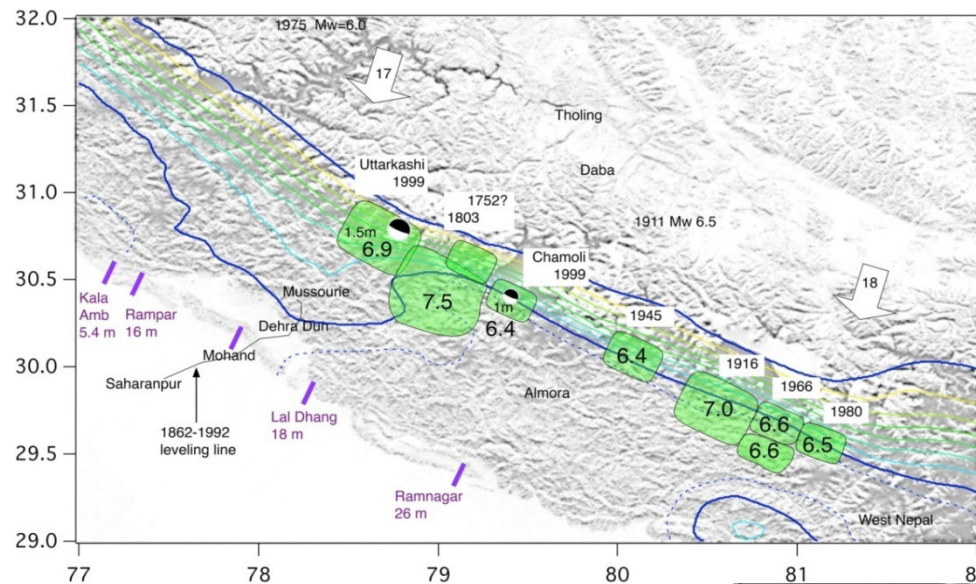 32.0
1975 Mw=6.0
17
31.5
Tholing
Uttarkashi
1999
Daba
31.0
1752?
1803
1911 Mw 6.5
1.5m
6.9
Chamoli
1999
18
30.5
Kala
Amb
5.4 m
Rampar
16 m
Mussourie
7.5
1m
6.4
1945
Dehra Dun
Mohand
6.4
30.0
Saharanpur
1916
1966
1980
Almora
1862-1992
leveling line
Lal Dhang
18 m
7.0
6.6
6.5
6.6
29.5
Ramnagar
26 m
West Nepal
29.0
77
78
79
80
81